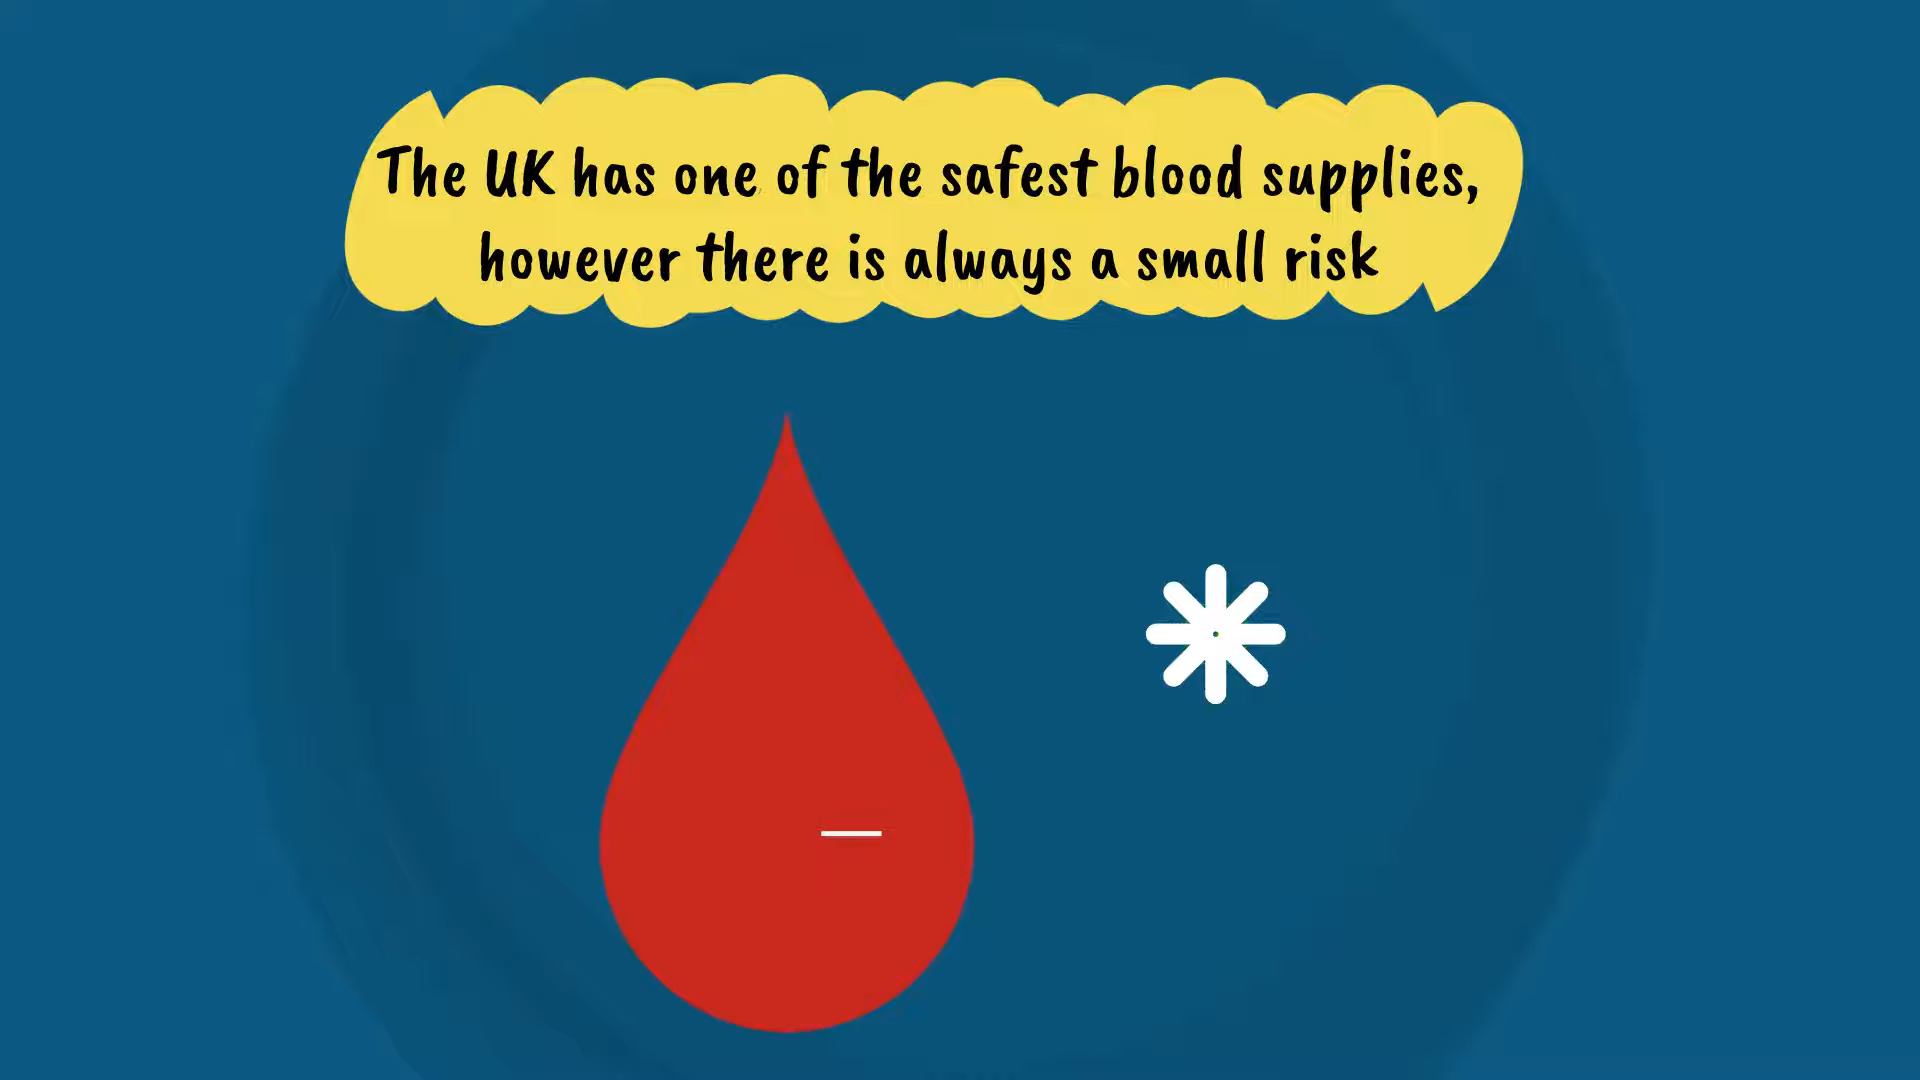 The UK has one of the safest blood supplies,
however there is always a small risk